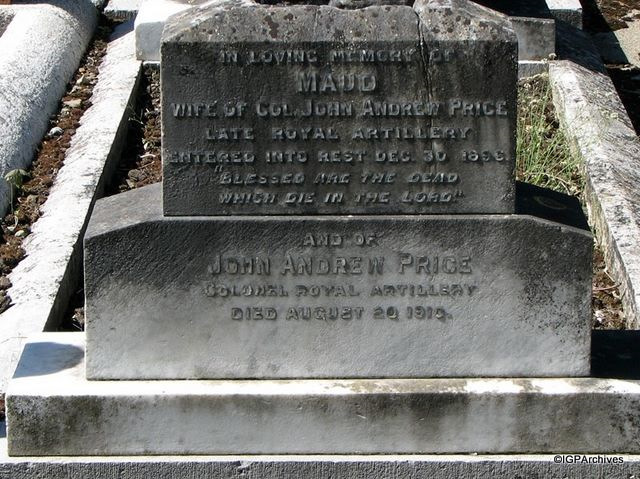 IN LOVING MEMORY OF
MAUD
WIFE OF COL. JOHN ANDREW PRICE
LATE ROYAL ARTILLERY
ENTERED INTO REST DEC. 30 1896.
"BLESSED ARE THE DEAD
WHICH DIE IN THE LORD"
AND OF
JOHN ANDREW PRICE
COLONEL ROYAL ARTILLERY
DIED AUGUST 20
©IGPArchives